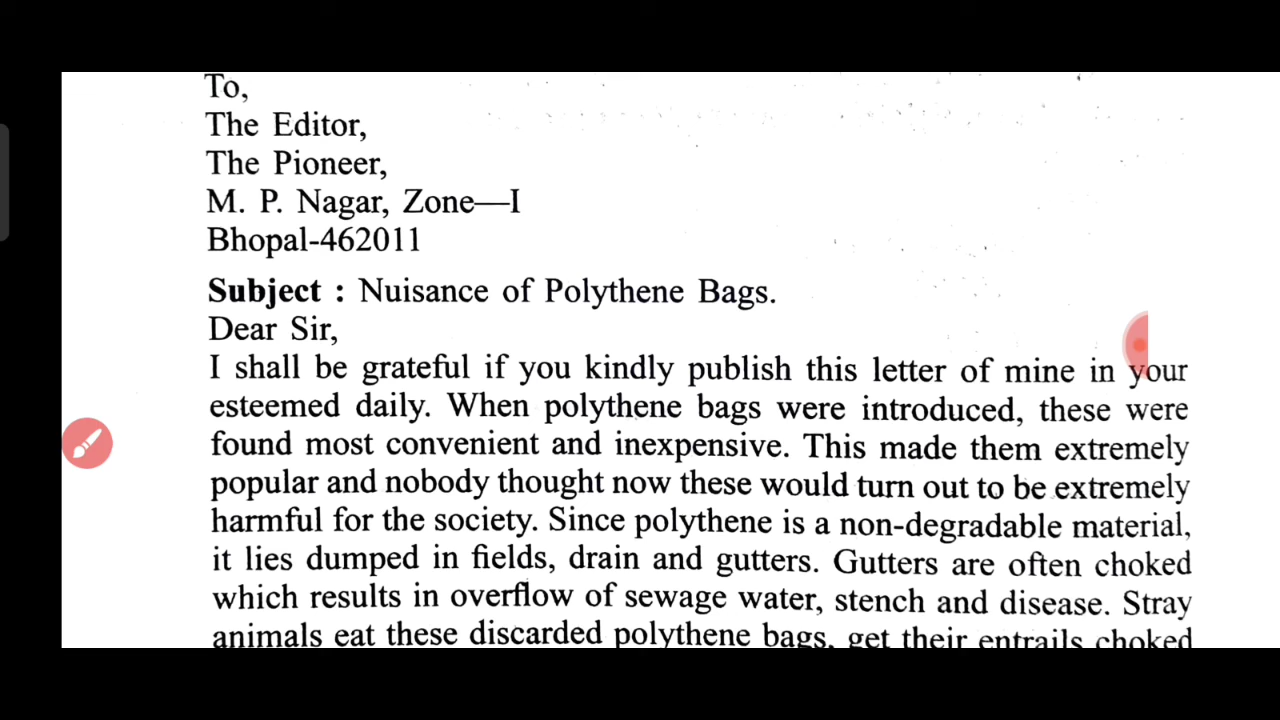 To,
The Editor,
The Pioneer,
M. P. Nagar, Zone—I
Bhopal-462011
Subject : Nuisance of Polythene Bags.
Dear Sir,
I shall be grateful if you kindly publish this letter of mine in your
esteemed daily. When polythene bags were introduced, these were
found most convenient and inexpensive. This made them extremely
popular and nobody thought now these would turn out to be extremely
harmful for the society. Since polythene is a non-degradable material,
it lies dumped in fields, drain and gutters. Gutters are often choked
which results in overflow of sewage water, stench and disease. Stray
animals eat these discarded polythene bags, get their entrails choked